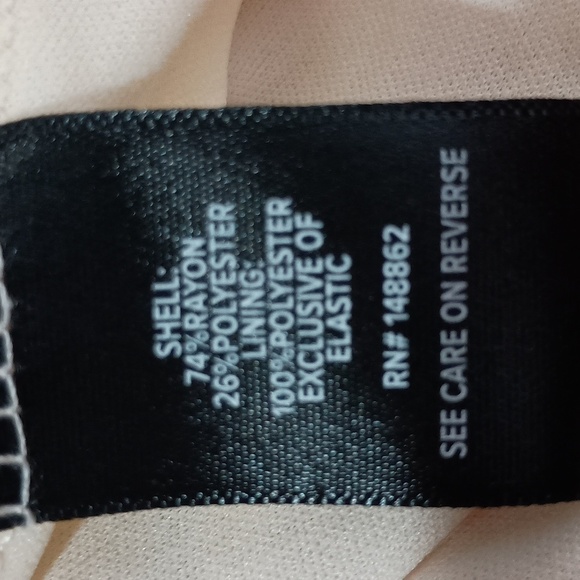 SHELL:
74%RAYON
26%POLYESTER
LINING:
100%POLYESTER
EXCLUSIVE OF
ELASTIC
RN# 148862
SEE CARE ON REVERSE